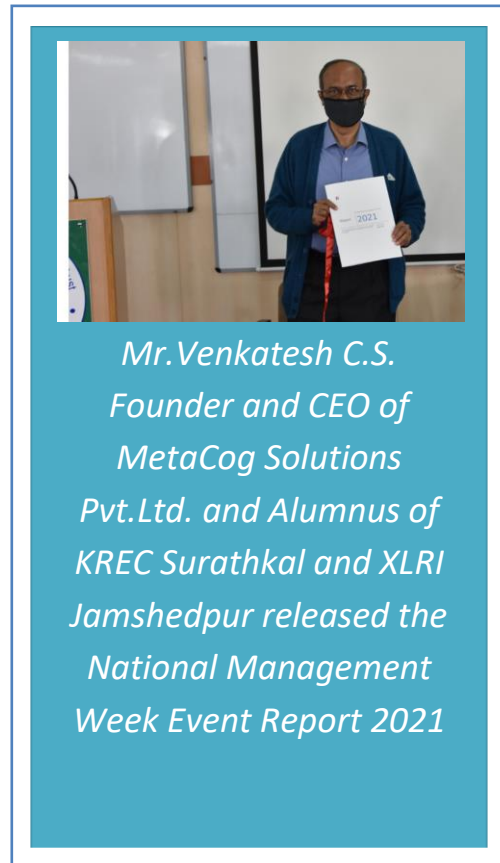 2021
Mr.Venkatesh C.S.
Founder and CEO of
MetaCog Solutions
Pvt.Ltd. and Alumnus of
KREC Surathkal and XLRI
Jamshedpur released the
National Management
Week Event Report 2021